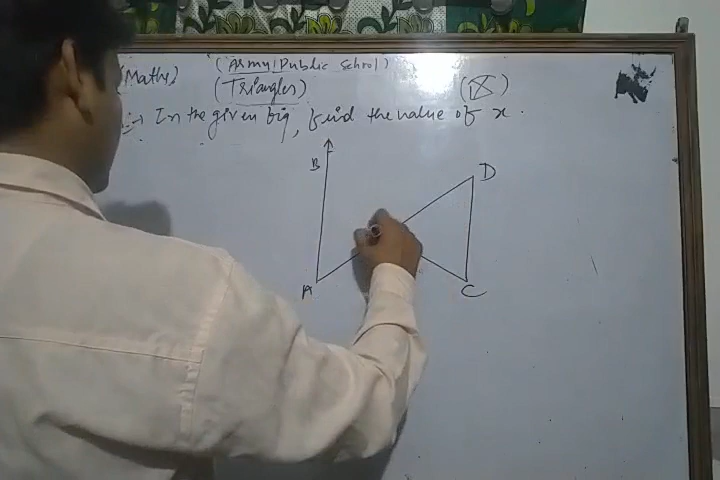 (Maths) (Army Public School)
(Triangles) (IX)
:→ In the given fig, find the value of x.
B
D
A
C